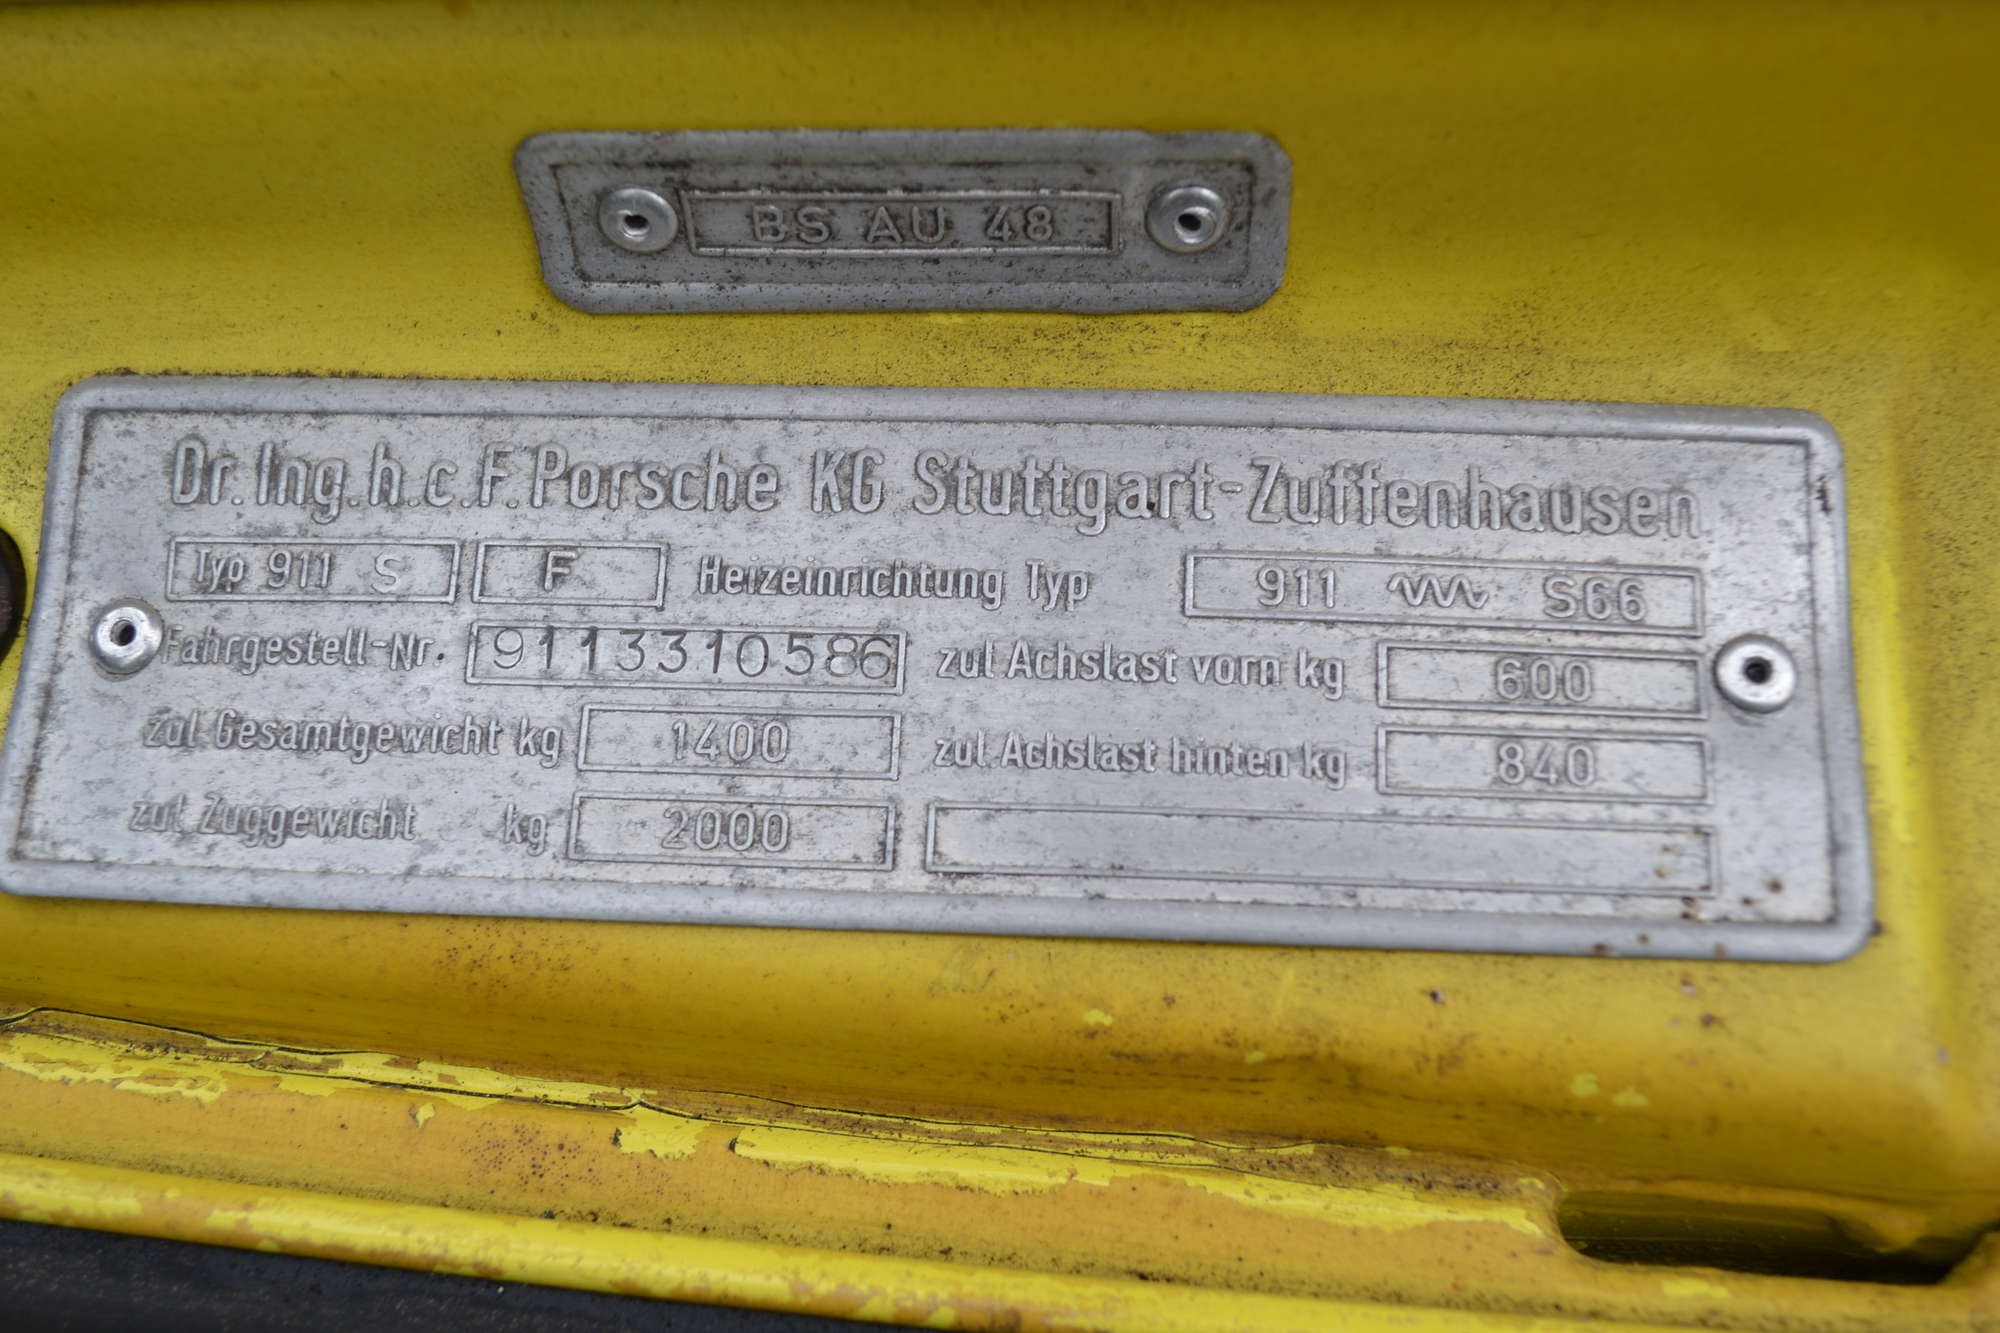 BS AU 48
Dr. Ing. h. c. F. Porsche KG Stuttgart-Zuffenhausen
Typ 911 S F Heizeinrichtung Typ 911 S66
Fahrgestell-Nr. 9113310586 zul. Achslast vorn kg 600
zul. Gesamtgewicht kg 1400 zul. Achslast hinten kg 840
zul. Zuggewicht kg 2000